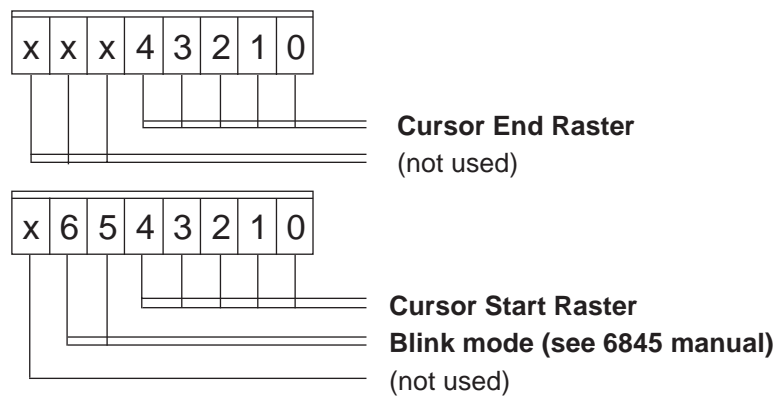 x x x 4 3 2 1 0
Cursor End Raster
(not used)
x 6 5 4 3 2 1 0
Cursor Start Raster
Blink mode (see 6845 manual)
(not used)